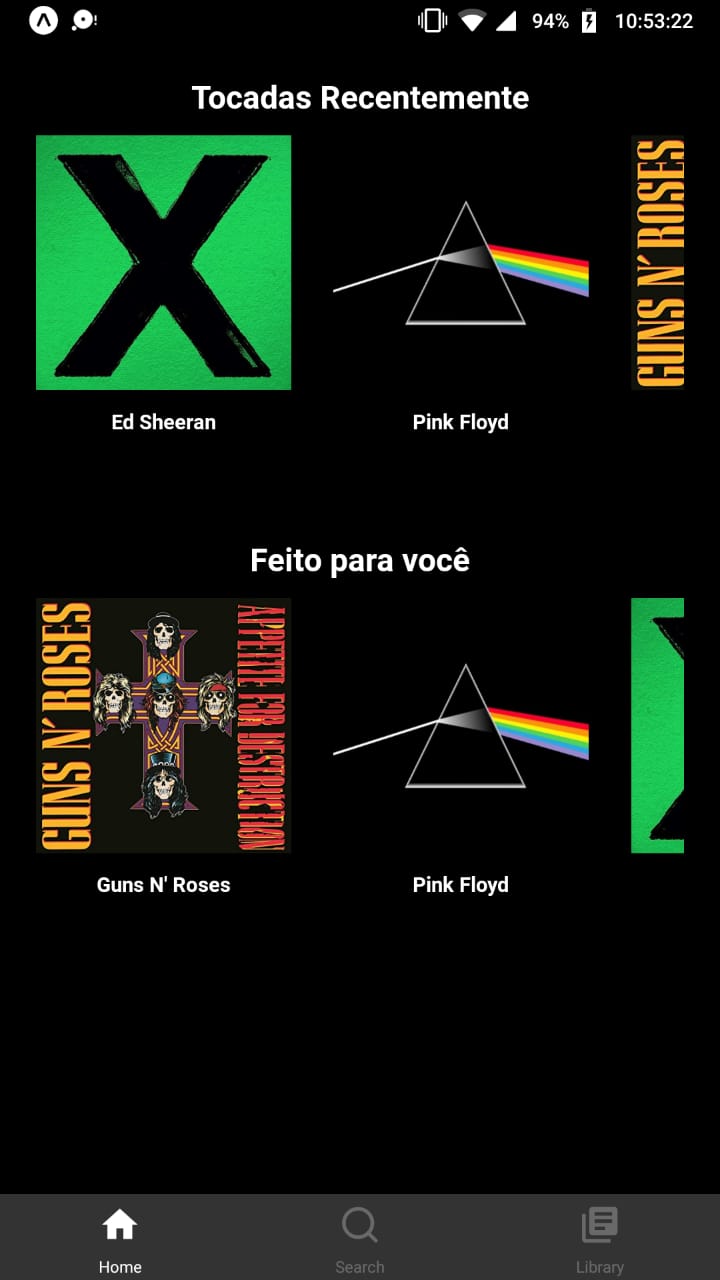 94% 10:53:22
Tocadas Recentemente
X
GUNS N' ROSES
Ed Sheeran
Pink Floyd
Feito para você
GUNS N' ROSES
APPETITE FOR DESTRUCTION
Guns N' Roses
Pink Floyd
Home
Search
Library